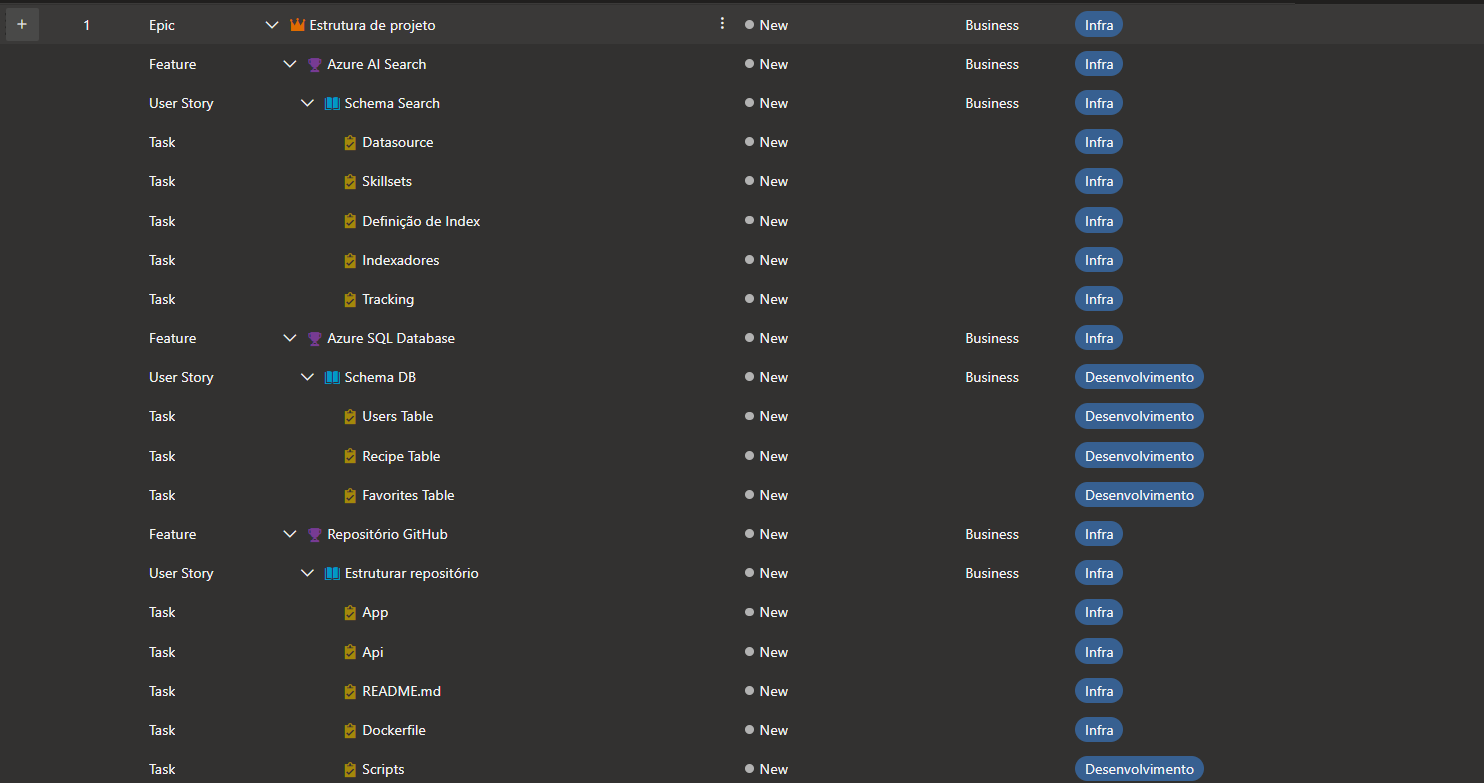 + 1 Epic Estrutura de projeto New Business Infra
Feature Azure AI Search New Business Infra
User Story Schema Search New Business Infra
Task Datasource New Infra
Task Skillsets New Infra
Task Definição de Index New Infra
Task Indexadores New Infra
Task Tracking New Infra
Feature Azure SQL Database New Business Infra
User Story Schema DB New Business Desenvolvimento
Task Users Table New Desenvolvimento
Task Recipe Table New Desenvolvimento
Task Favorites Table New Desenvolvimento
Feature Repositório GitHub New Business Infra
User Story Estruturar repositório New Business Infra
Task App New Infra
Task Api New Infra
Task README.md New Infra
Task Dockerfile New Infra
Task Scripts New Desenvolvimento